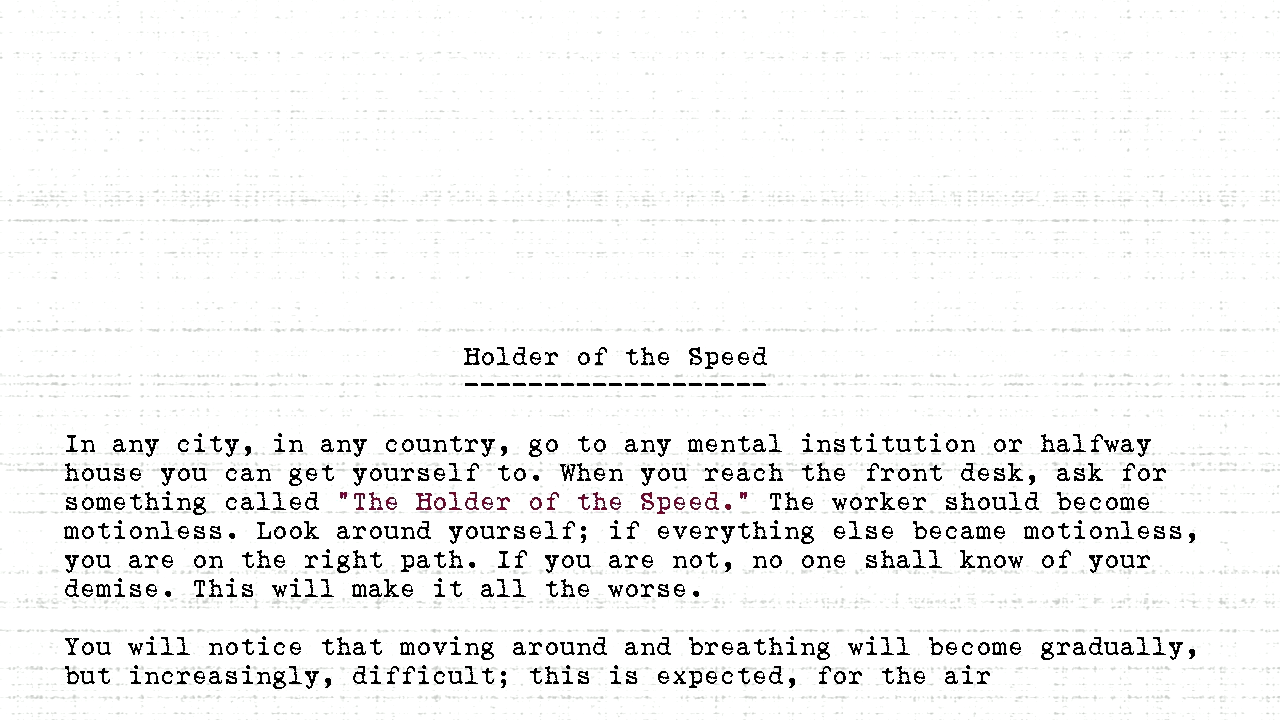 Holder of the Speed
-------------------
In any city, in any country, go to any mental institution or halfway
house you can get yourself to. When you reach the front desk, ask for
something called "The Holder of the Speed." The worker should become
motionless. Look around yourself; if everything else became motionless,
you are on the right path. If you are not, no one shall know of your
demise. This will make it all the worse.
You will notice that moving around and breathing will become gradually,
but increasingly, difficult; this is expected, for the air